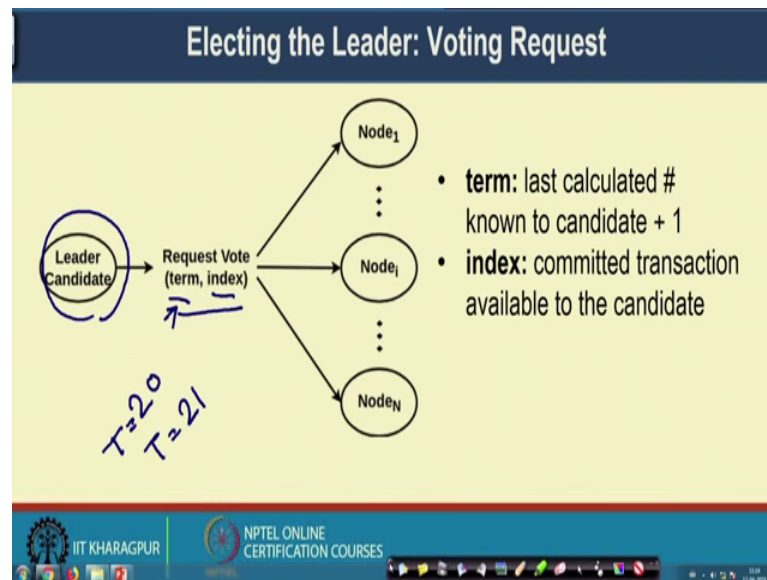 Electing the Leader: Voting Request
Node1
Leader
Candidate
Request Vote
(term, index)
Nodei
NodeN
• term: last calculated #
known to candidate + 1
• index: committed transaction
available to the candidate
T=20
T=21
IIT KHARAGPUR
NPTEL ONLINE
CERTIFICATION COURSES